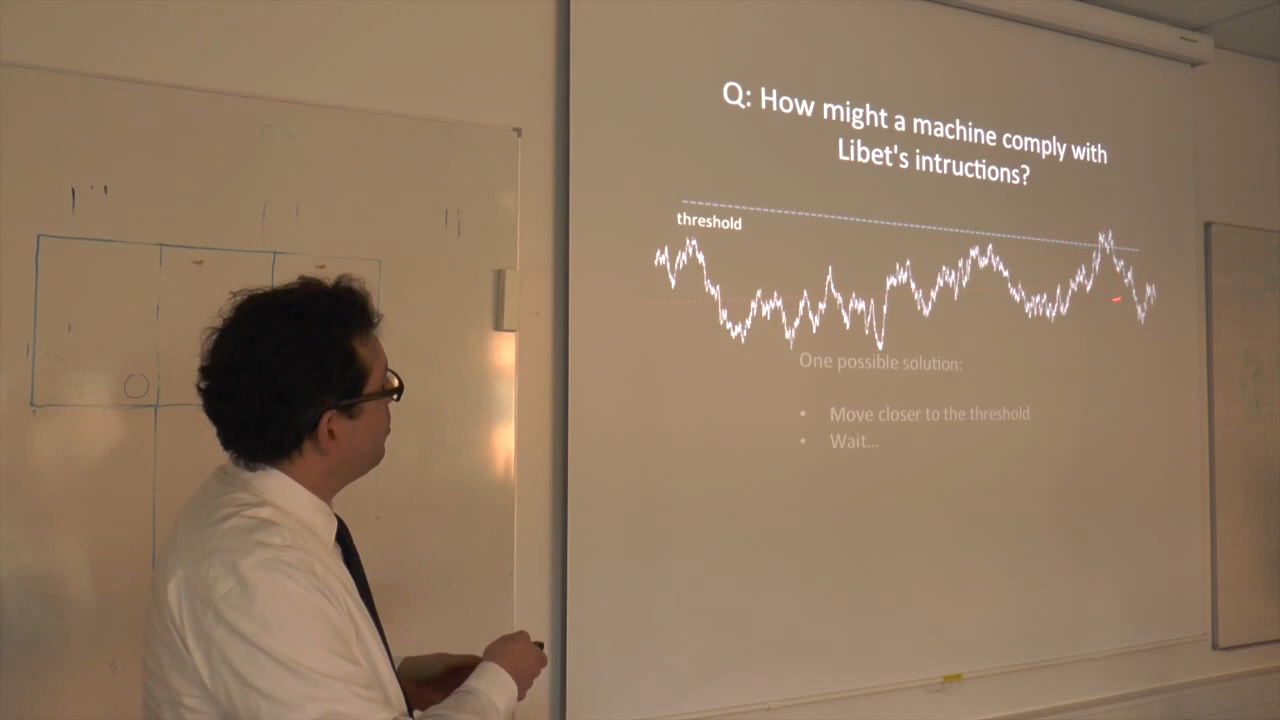 Q: How might a machine comply with
Libet's intructions?
threshold
One possible solution:
• Move closer to the threshold
• Wait...